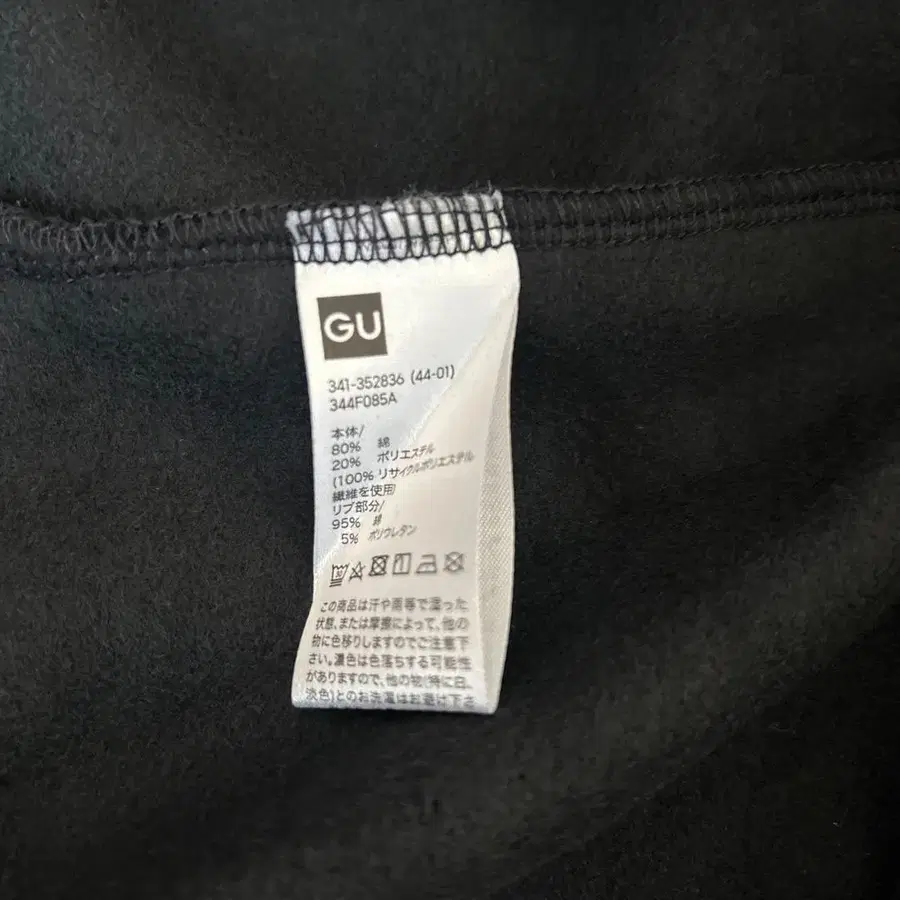 GU
341-352836 (44-01)
344F085A
本体/
80% 綿
20% ポリエステル
(100% リサイクルポリエステル
繊維を使用)
リブ部分/
95% 綿
5% ポリウレタン
30
この商品は汗や雨等で湿った
状態、または摩擦によって、他の
物に色移りしますのでご注意下
さい。濃色は色落ちする可能性
がありますので、他の物(特に白、
淡色)とのお洗濯はお避け下さ